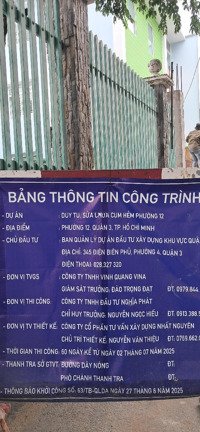 BẢNG THÔNG TIN CÔNG TRÌNH
- DỰ ÁN : DUY TU, SỬA CHỮA CỤM HẺM PHƯỜNG 12
- ĐỊA ĐIỂM : PHƯỜNG 12, QUẬN 3, TP. HỒ CHÍ MINH
- CHỦ ĐẦU TƯ : BAN QUẢN LÝ DỰ ÁN ĐẦU TƯ XÂY DỰNG KHU VỰC QUẬ
ĐỊA CHỈ: 345 ĐIỆN BIÊN PHỦ, PHƯỜNG 4, QUẬN 3
ĐIỆN THOẠI: 028.327 320
- ĐƠN VỊ TVGS : CÔNG TY TNHH VINH QUANG VINA
GIÁM SÁT TRƯỞNG: ĐÀO TRỌNG ĐẠT ĐT: 0979.844
- ĐƠN VỊ THI CÔNG : CÔNG TY TNHH ĐẦU TƯ NGHĨA PHÁT
CHỈ HUY TRƯỞNG: NGUYỄN NGỌC HIẾU ĐT: 0913.388.9
- ĐƠN VỊ TV THIẾT KẾ: CÔNG TY CỔ PHẦN TƯ VẤN XÂY DỰNG NHẬT NGUYÊN
CHỦ TRÌ THIẾT KẾ: NGUYỄN VĂN THIỆU ĐT: 0769.662.0
- THỜI GIAN THI CÔNG: 60 NGÀY KỂ TỪ NGÀY 02 THÁNG 07 NĂM 2025
- THANH TRA SỞ GTVT: ĐƯỜNG DÂY NÓNG ĐT:
PHÓ CHÁNH THANH TRA ĐT:
- THÔNG BÁO KHỞI CÔNG SỐ: 63/TB-QLDA NGÀY 27 THÁNG 6 NĂM 2025